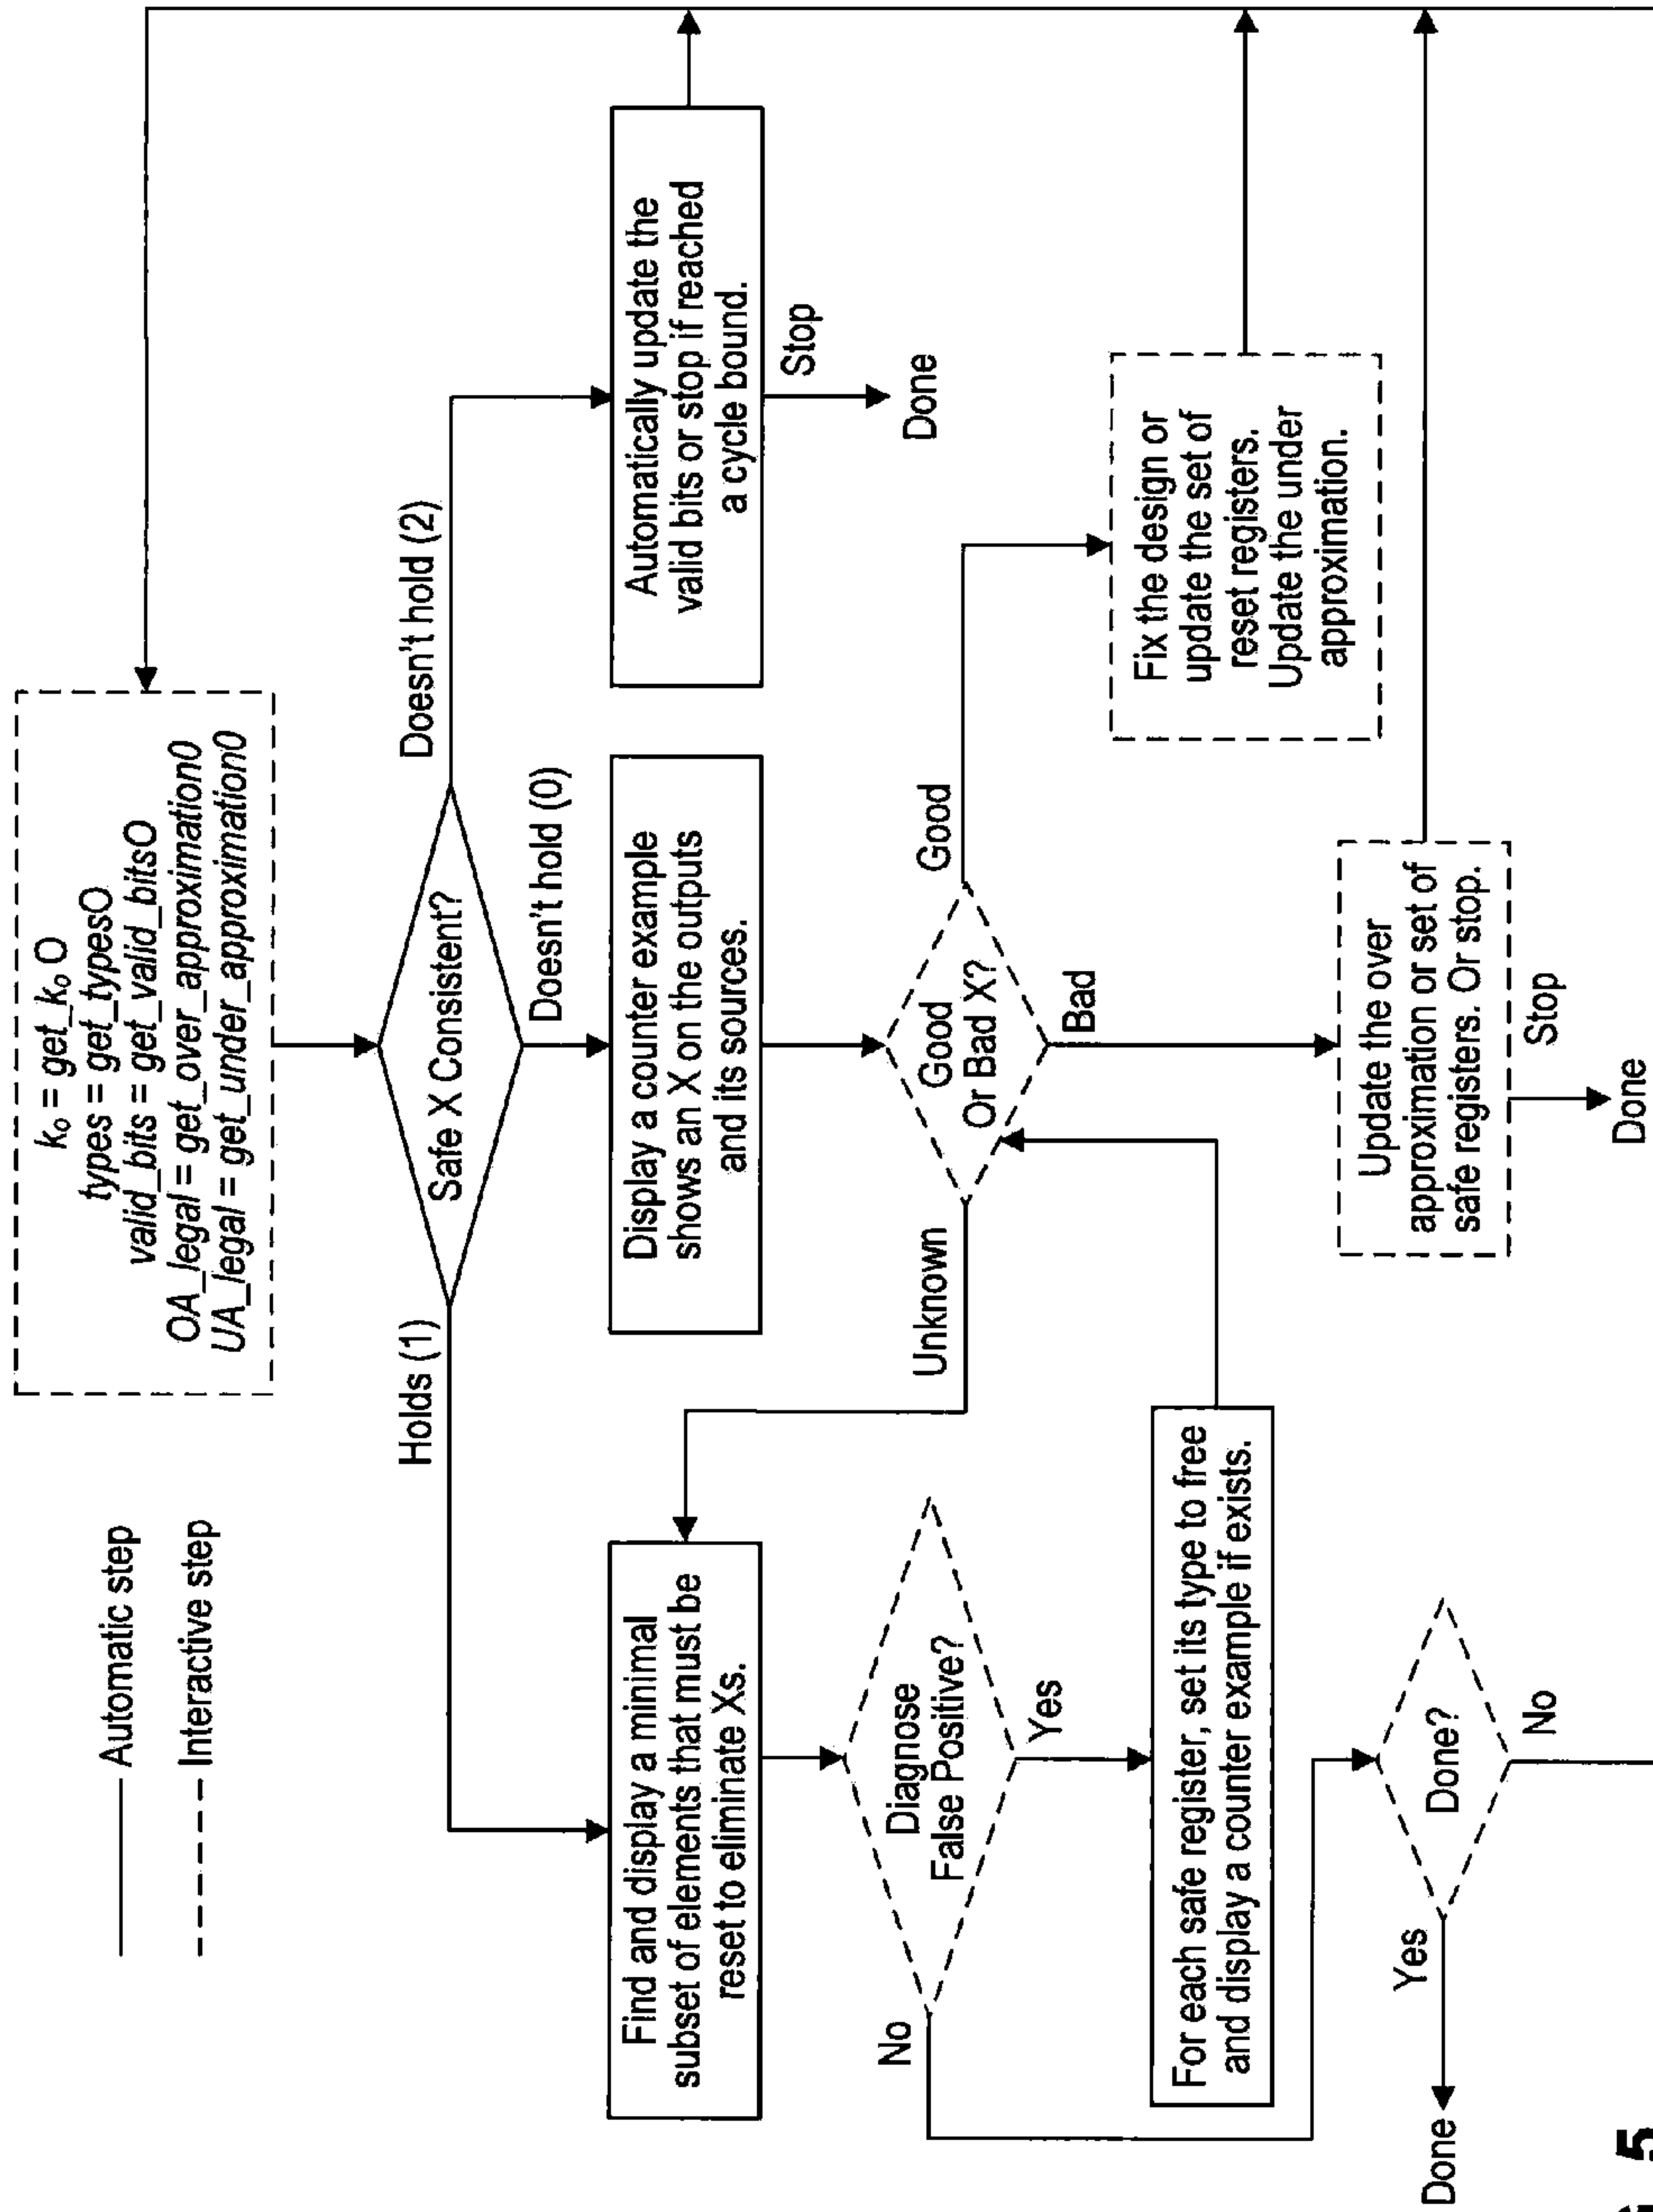 Automatic step
Interactive step
k₀ = get_k₀ O
types = get_typesO
valid_bits = get_valid_bitsO
OA_legal = get_over_approximation0
UA_legal = get_under_approximation0
Safe X Consistent?
Holds (1)
Doesn't hold (0)
Doesn't hold (2)
Find and display a minimal
subset of elements that must be
reset to eliminate Xs.
Display a counter example
shows an X on the outputs
and its sources.
Automatically update the
valid bits or stop if reached
a cycle bound.
Stop
Done
Diagnose
False Positive?
No
Yes
Unknown
Good
Or Bad X?
Good
Bad
Fix the design or
update the set of
reset registers.
Update the under
approximation.
For each safe register, set its type to free
and display a counter example if exists.
Update the over
approximation or set of
safe registers. Or stop.
Stop
Done
Done?
Yes
No
Done
5